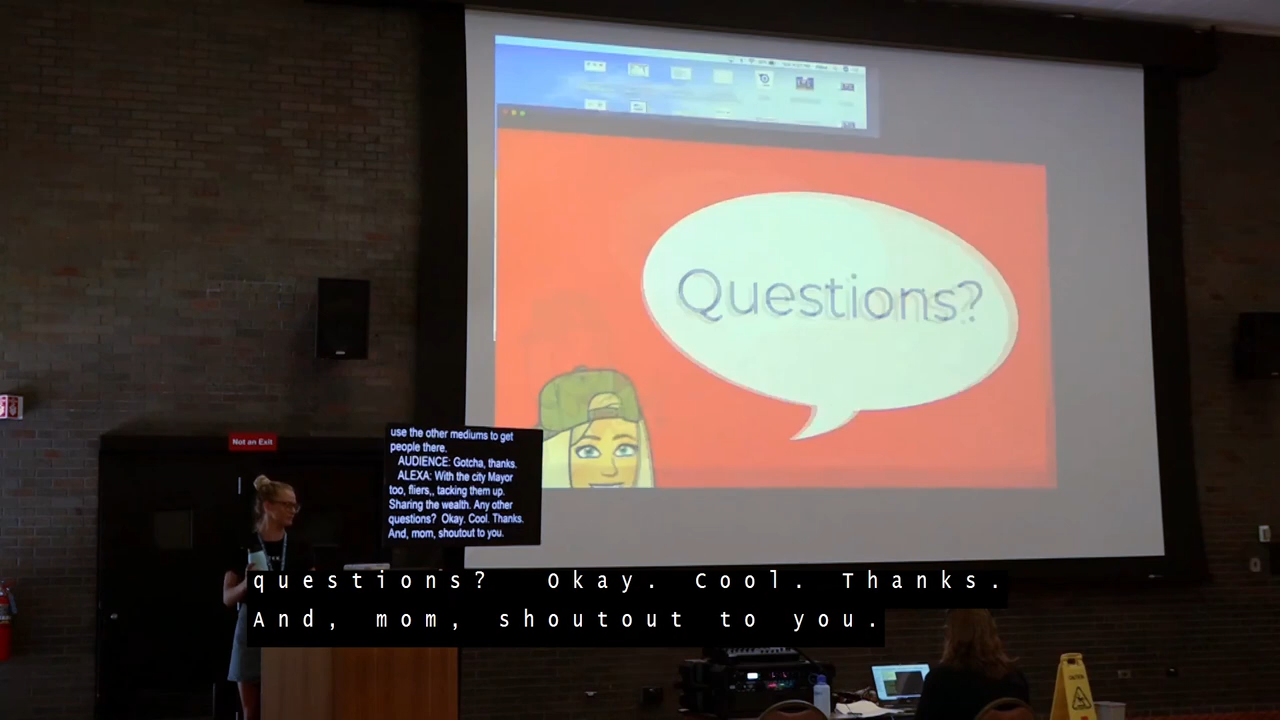 Questions?
Not an Exit
use the other mediums to get
people there.
AUDIENCE: Gotcha, thanks.
ALEXA: With the city Mayor
too, fliers,, tacking them up.
Sharing the wealth. Any other
questions? Okay. Cool. Thanks.
And, mom, shoutout to you.
questions? Okay. Cool. Thanks.
And, mom, shoutout to you.
CAUTION